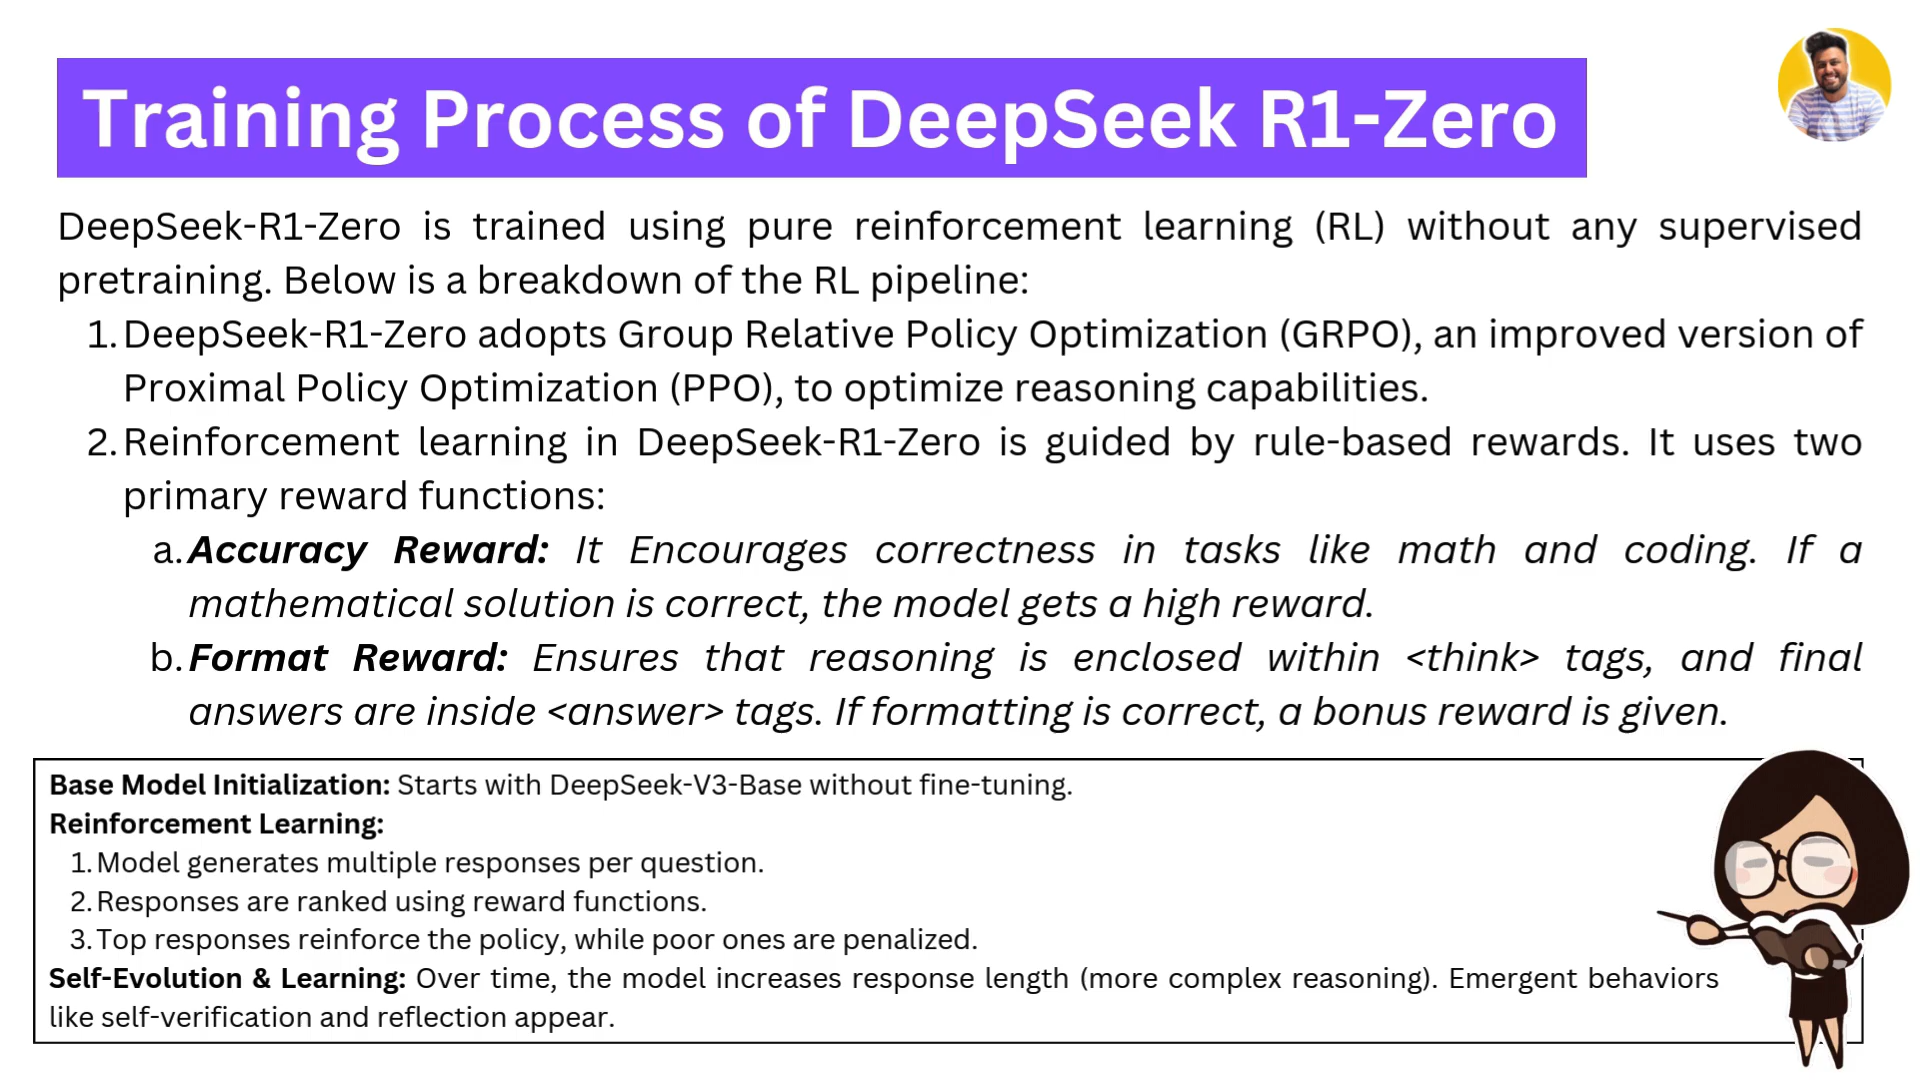 Training Process of DeepSeek R1-Zero
DeepSeek-R1-Zero is trained using pure reinforcement learning (RL) without any supervised
pretraining. Below is a breakdown of the RL pipeline:
1. DeepSeek-R1-Zero adopts Group Relative Policy Optimization (GRPO), an improved version of
Proximal Policy Optimization (PPO), to optimize reasoning capabilities.
2. Reinforcement learning in DeepSeek-R1-Zero is guided by rule-based rewards. It uses two
primary reward functions:
a. Accuracy Reward: It Encourages correctness in tasks like math and coding. If a
mathematical solution is correct, the model gets a high reward.
b. Format Reward: Ensures that reasoning is enclosed within <think> tags, and final
answers are inside <answer> tags. If formatting is correct, a bonus reward is given.
Base Model Initialization: Starts with DeepSeek-V3-Base without fine-tuning.
Reinforcement Learning:
1. Model generates multiple responses per question.
2. Responses are ranked using reward functions.
3. Top responses reinforce the policy, while poor ones are penalized.
Self-Evolution & Learning: Over time, the model increases response length (more complex reasoning). Emergent behaviors
like self-verification and reflection appear.